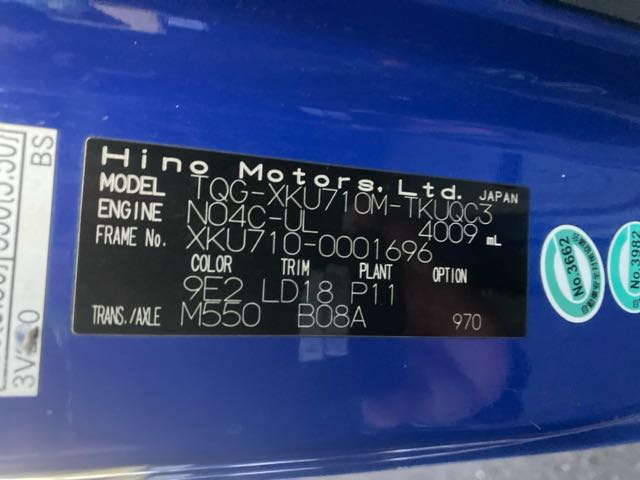 Hino Motors, Ltd. JAPAN
MODEL TQG-XKU710M-TKUQC3
ENGINE N04C-UL 4009 mL
FRAME No. XKU710-0001696
COLOR TRIM PLANT OPTION
9E2 LD18 P11
TRANS./AXLE M550 B08A 970
BS
No.3662
No.3982